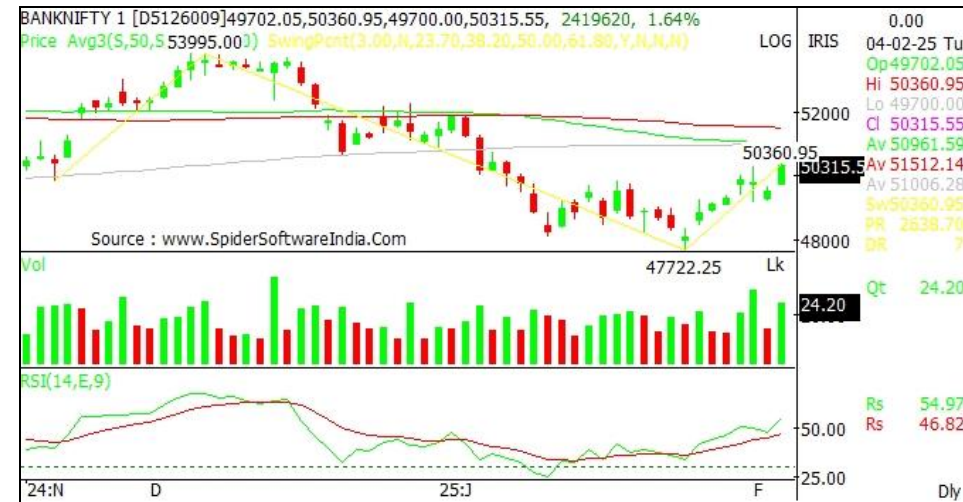 BANKNIFTY 1 [D5126009]49702.05,50360.95,49700.00,50315.55, 2419620, 1.64%
Price Avg3(S,50,S 53995.00 0) SwingPcnt(3.00,N,23.70,38.20,50.00,61.80,Y,N,N,N)
LOG
IRIS
0.00
04-02-25 Tu
Op49702.05
Hi 50360.95
Lo 49700.00
Cl 50315.55
Av 50961.59
Av 51512.14
Av 51006.28
Sw50360.95
PR 2638.70
DR 7
52000
50360.95
50315.5
48000
Source : www.SpiderSoftwareIndia.com
47722.25
Vol
Lk
24.20
Qt 24.20
RSI(14,E,9)
50.00
25.00
Rs 54.97
Rs 46.82
24:N D 25:J F
Dly